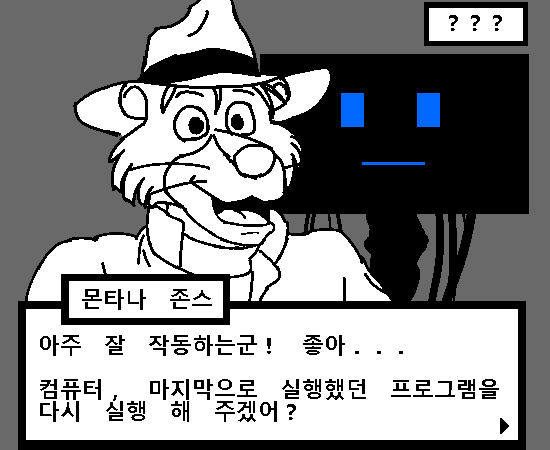 ? ? ?
몬타나 존스
아주 잘 작동하는군! 좋아...
컴퓨터, 마지막으로 실행했던 프로그램을
다시 실행 해 주겠어?